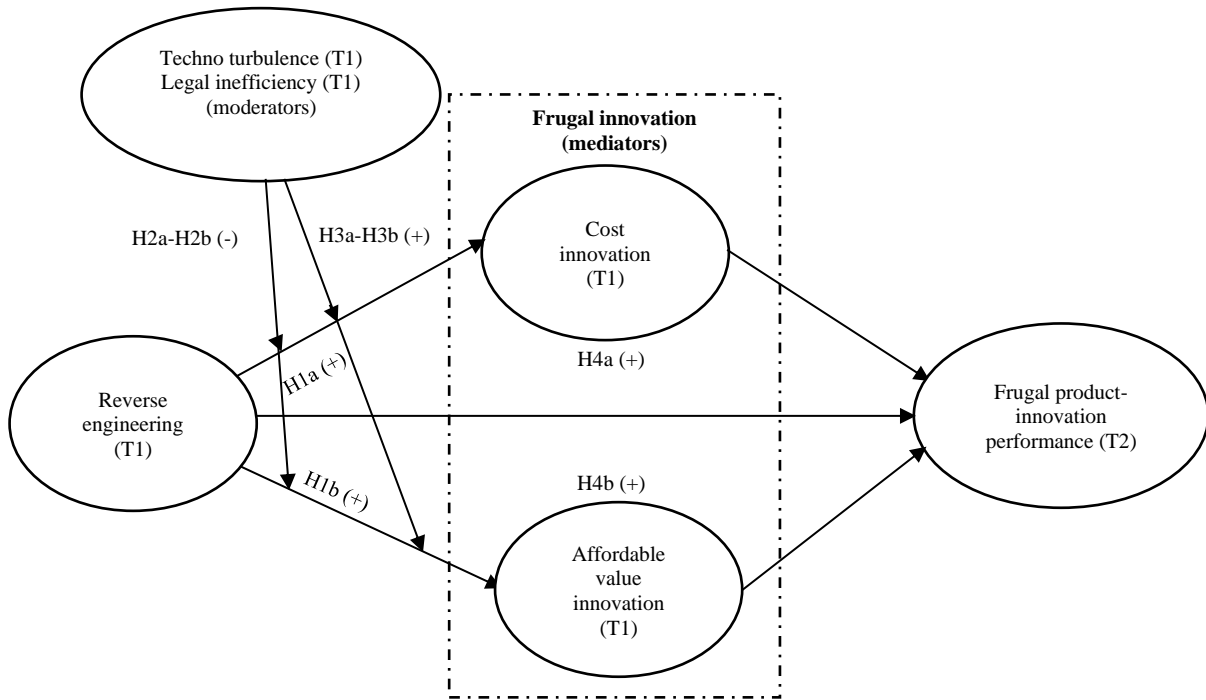 Techno turbulence (T1)
Legal inefficiency (T1)
(moderators)
Frugal innovation
(mediators)
Cost
innovation
(T1)
H2a-H2b (-)
H3a-H3b (+)
H1a (+)
H4a (+)
Reverse
engineering
(T1)
Frugal product-
innovation
performance (T2)
H1b (+)
H4b (+)
Affordable
value
innovation
(T1)